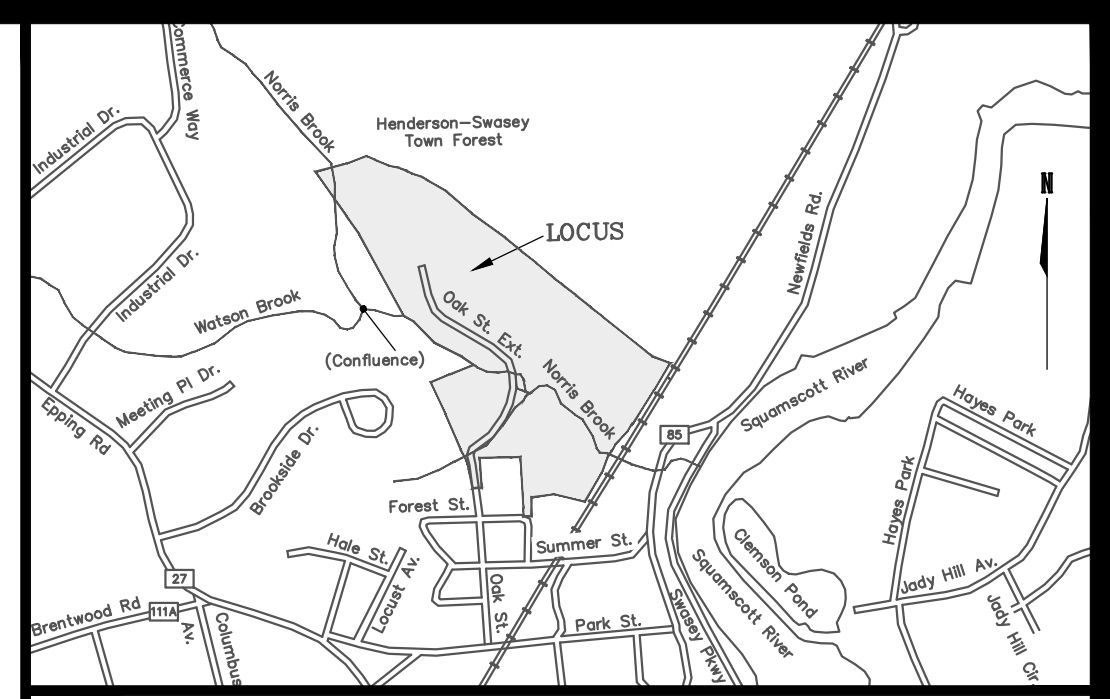 Commerce Way
Industrial Dr.
Norris Brook
Henderson-Swasey
Town Forest
N
LOCUS
Newfields Rd.
Industrial Dr.
Watson Brook
Oak St. Ext.
(Confluence)
Norris Brook
Squamscott River
Meeting Pl Dr.
Epping Rd
Hayes Park
85
Brookside Dr.
Hayes Park
Forest St.
Summer St.
Hale St.
Clemson Pond
27
Locust Av.
Oak St.
Squamscott River
Jady Hill Av.
Brentwood Rd
111A
Av.
Columbus
Park St.
Swasey Pkwy
Jady Hill Cir.